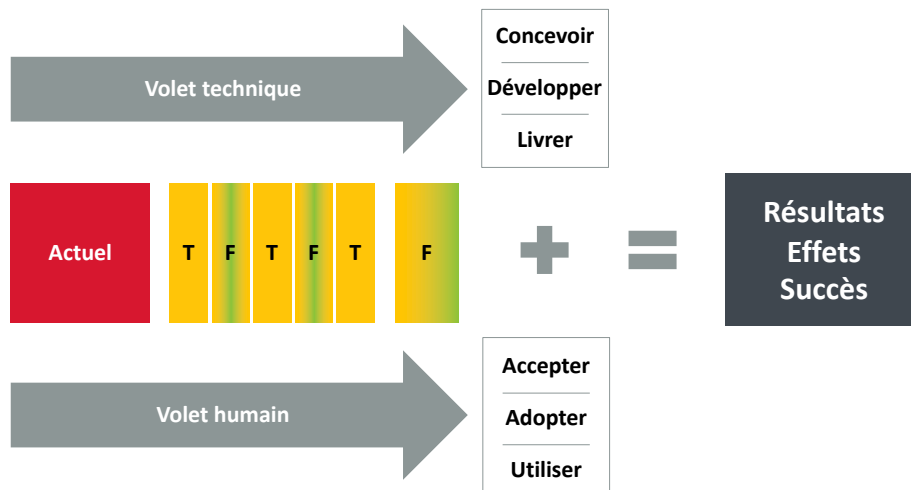 Volet technique
Concevoir
Développer
Livrer
Actuel
T F T F T F
Résultats
Effets
Succès
Volet humain
Accepter
Adopter
Utiliser